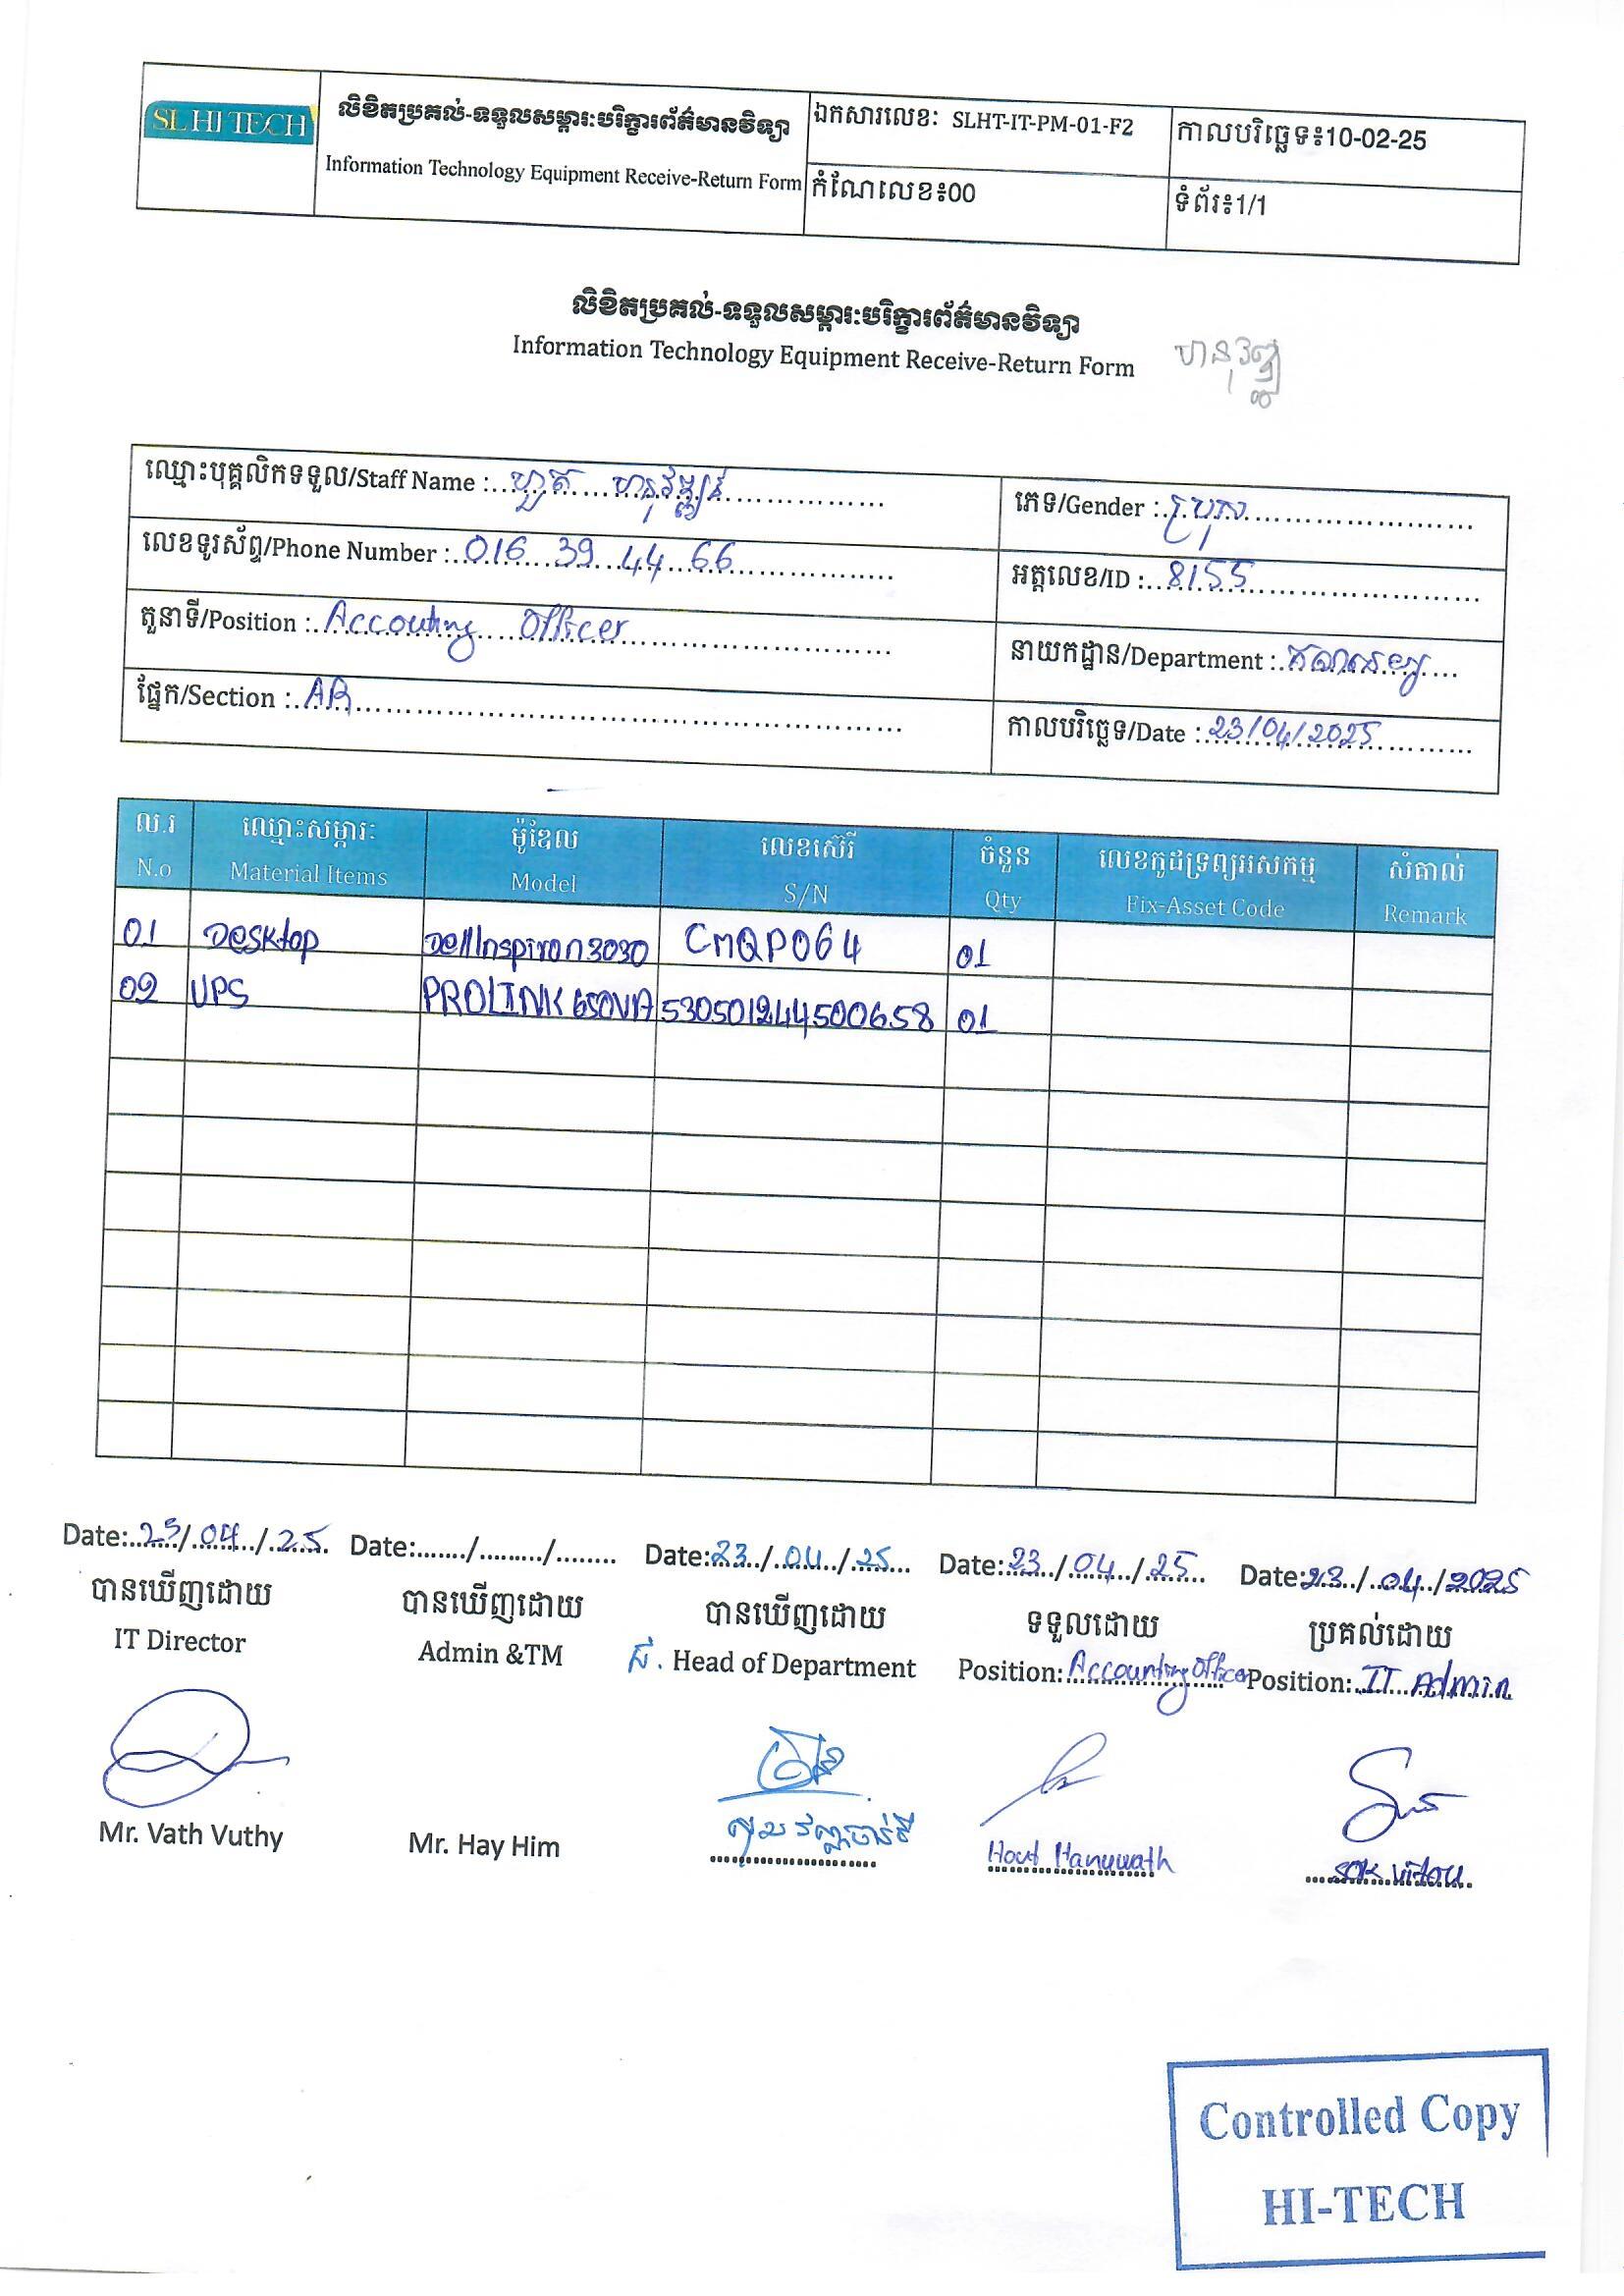 SL HI TECH
លិខិតប្រគល់-ទទួលសម្ភារៈបរិក្ខារព័ត៌មានវិទ្យា
Information Technology Equipment Receive-Return Form
ឯកសារលេខៈ SLHT-IT-PM-01-F2
កាលបរិច្ឆេទ៖10-02-25
កំណែលេខ៖00
ទំព័រ៖1/1
លិខិតប្រគល់-ទទួលសម្ភារៈបរិក្ខារព័ត៌មានវិទ្យា
Information Technology Equipment Receive-Return Form
ឈ្មោះបុគ្គលិកទទួល/Staff Name :
ភេទ/Gender : ប្រុស
លេខទូរស័ព្ទ/Phone Number : 016 39 44 66
អត្តលេខ/ID : 8155
តួនាទី/Position : Accouting Officer
នាយកដ្ឋាន/Department : គណនេយ្យ
ផ្នែក/Section : AR
កាលបរិច្ឆេទ/Date : 23/04/2025
ល.រ ឈ្មោះសម្ភារៈ ម៉ូឌែល លេខស៊េរី ចំនួន លេខកូដទ្រព្យអសកម្ម សំគាល់
N.o Material Items Model S/N Qty Fix-Asset Code Remark
01 Desktop Dell Inspiron 3030 CMQP064 01
02 UPS PROLINK 650VA 530501244500658 01
Date: 23/04/25 Date:......./........./........ Date: 23/04/25 Date: 23/04/25 Date: 23/04/2025
បានឃើញដោយ បានឃើញដោយ បានឃើញដោយ ទទួលដោយ ប្រគល់ដោយ
IT Director Admin &TM Head of Department Position: Accounting Officer Position: IT Admin
Mr. Vath Vuthy Mr. Hay Him Hout Hanuwath SOK Vitou
Controlled Copy
HI-TECH